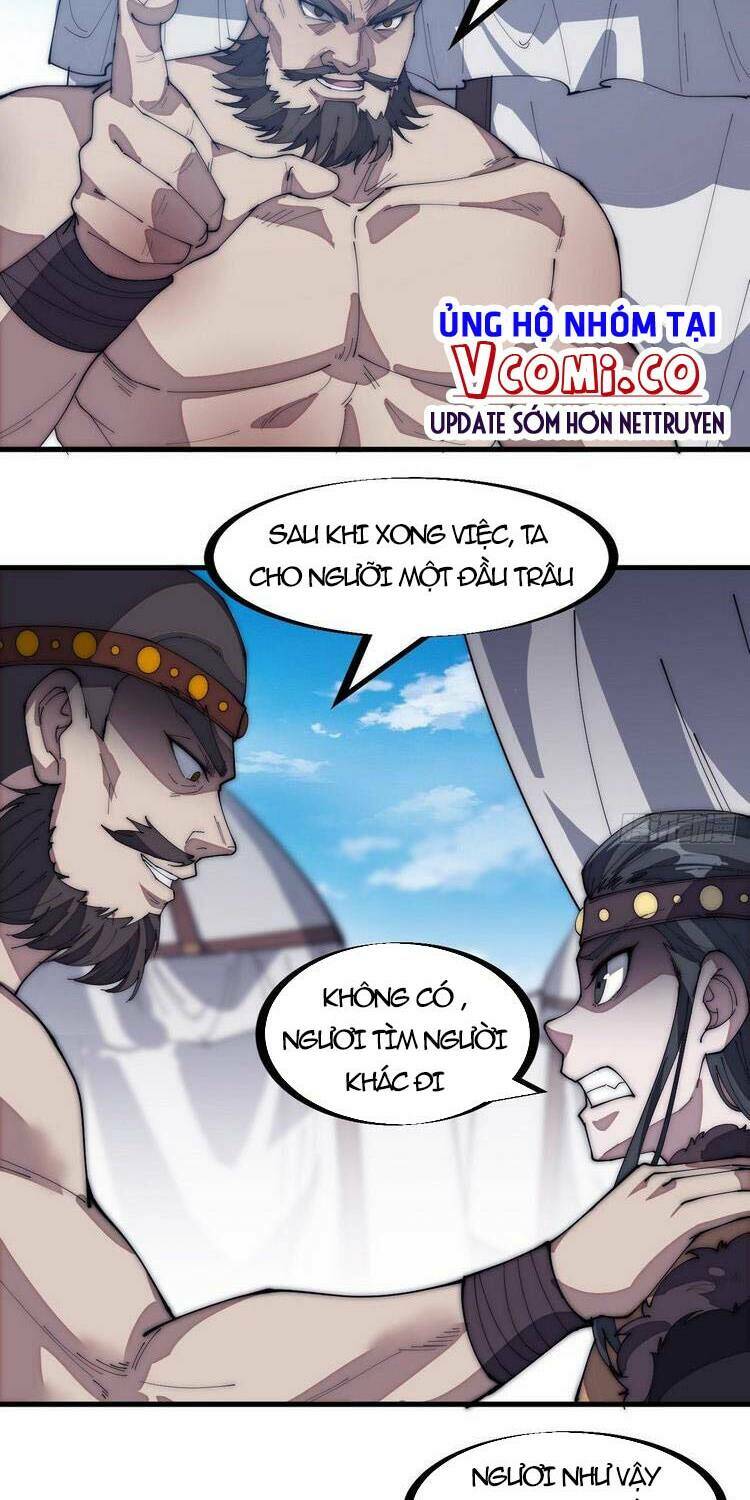 ỦNG HỘ NHÓM TẠI
VCOMI.CO
UPDATE SỚM HƠN NETTRUYEN
SAU KHI XONG VIỆC, TA
CHO NGƯỜI MỘT ĐẦU TRÂU
KHÔNG CÓ,
NGƯƠI TÌM NGƯỜI
KHÁC ĐI
NGƯƠI NHƯ VẬY